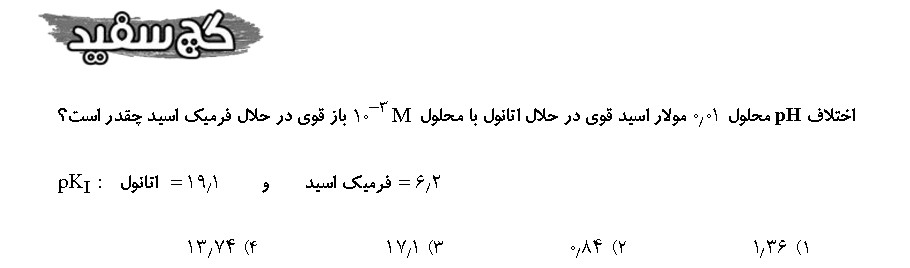 گچ سفید
اختلاف pH محلول ۰٫۰۱ مولار اسید قوی در حلال اتانول با محلول ۱۰⁻³ M باز قوی در حلال فرمیک اسید چقدر است؟
pK_I : اتانول = ۱۹٫۱ و فرمیک اسید = ۶٫۲
۱) ۱٫۳۶ ۲) ۰٫۸۴ ۳) ۱۷٫۱ ۴) ۱۳٫۷۴